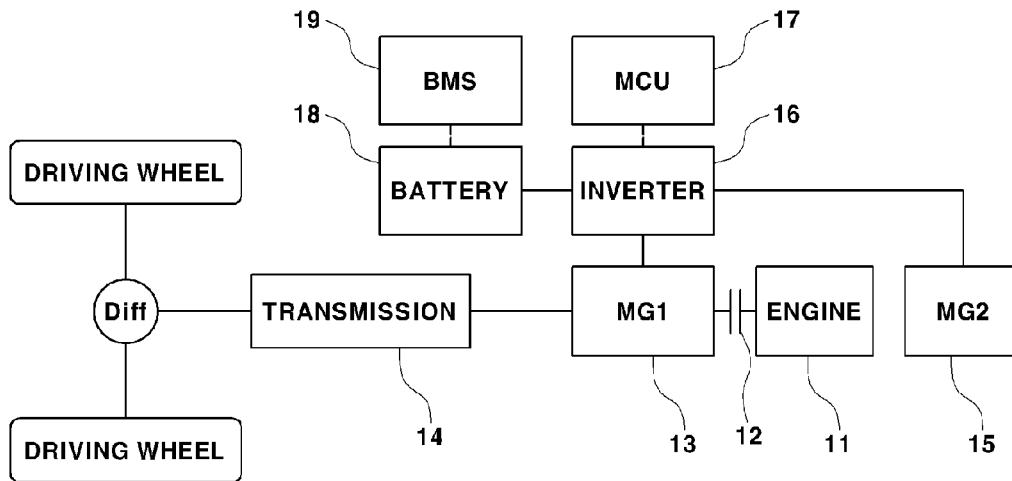 19
17
BMS
MCU
18
16
DRIVING WHEEL
BATTERY
INVERTER
Diff
TRANSMISSION
MG1
ENGINE
MG2
DRIVING WHEEL
14
13
12
11
15